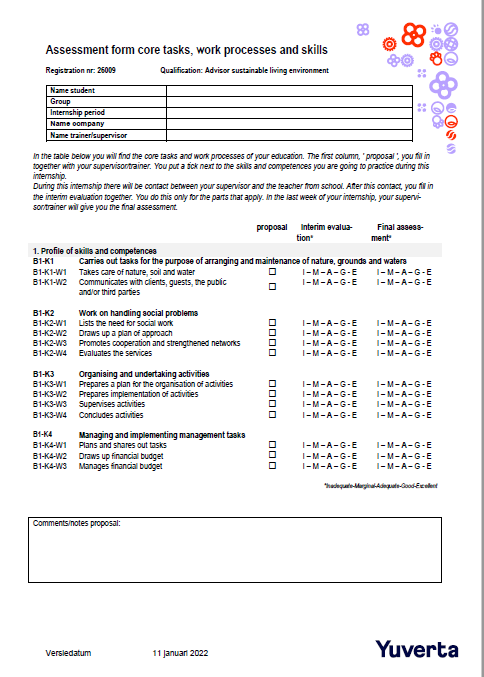 Assessment form core tasks, work processes and skills
Registration nr: 26009 Qualification: Advisor sustainable living environment
Name student
Group
Internship period
Name company
Name trainer/supervisor
In the table below you will find the core tasks and work processes of your education. The first column, ' proposal ', you fill in
together with your supervisor/trainer. You put a tick next to the skills and competences you are going to practice during this
internship.
During this internship there will be contact between your supervisor and the teacher from school. After this contact, you fill in
the interim evaluation together. You do this only for the parts that apply. In the last week of your internship, your supervi-
sor/trainer will give you the final assessment.
proposal Interim evalua- Final assess-
tion* ment*
1. Profile of skills and competences
B1-K1 Carries out tasks for the purpose of arranging and maintenance of nature, grounds and waters
B1-K1-W1 Takes care of nature, soil and water ☐ I – M – A – G - E I – M – A – G - E
B1-K1-W2 Communicates with clients, guests, the public ☐ I – M – A – G - E I – M – A – G - E
and/or third parties
B1-K2 Work on handling social problems
B1-K2-W1 Lists the need for social work ☐ I – M – A – G - E I – M – A – G - E
B1-K2-W2 Draws up a plan of approach ☐ I – M – A – G - E I – M – A – G - E
B1-K2-W3 Promotes cooperation and strengthened networks ☐ I – M – A – G - E I – M – A – G - E
B1-K2-W4 Evaluates the services ☐ I – M – A – G - E I – M – A – G - E
B1-K3 Organising and undertaking activities
B1-K3-W1 Prepares a plan for the organisation of activities ☐ I – M – A – G - E I – M – A – G - E
B1-K3-W2 Prepares implementation of activities ☐ I – M – A – G - E I – M – A – G - E
B1-K3-W3 Supervises activities ☐ I – M – A – G - E I – M – A – G - E
B1-K3-W4 Concludes activities ☐ I – M – A – G - E I – M – A – G - E
B1-K4 Managing and implementing management tasks
B1-K4-W1 Plans and shares out tasks ☐ I – M – A – G - E I – M – A – G - E
B1-K4-W2 Draws up financial budget ☐ I – M – A – G - E I – M – A – G - E
B1-K4-W3 Manages financial budget ☐ I – M – A – G - E I – M – A – G - E
*Inadequate-Marginal-Adequate-Good-Excellent
Comments/notes proposal:
Versiedatum 11 januari 2022
Yuverta